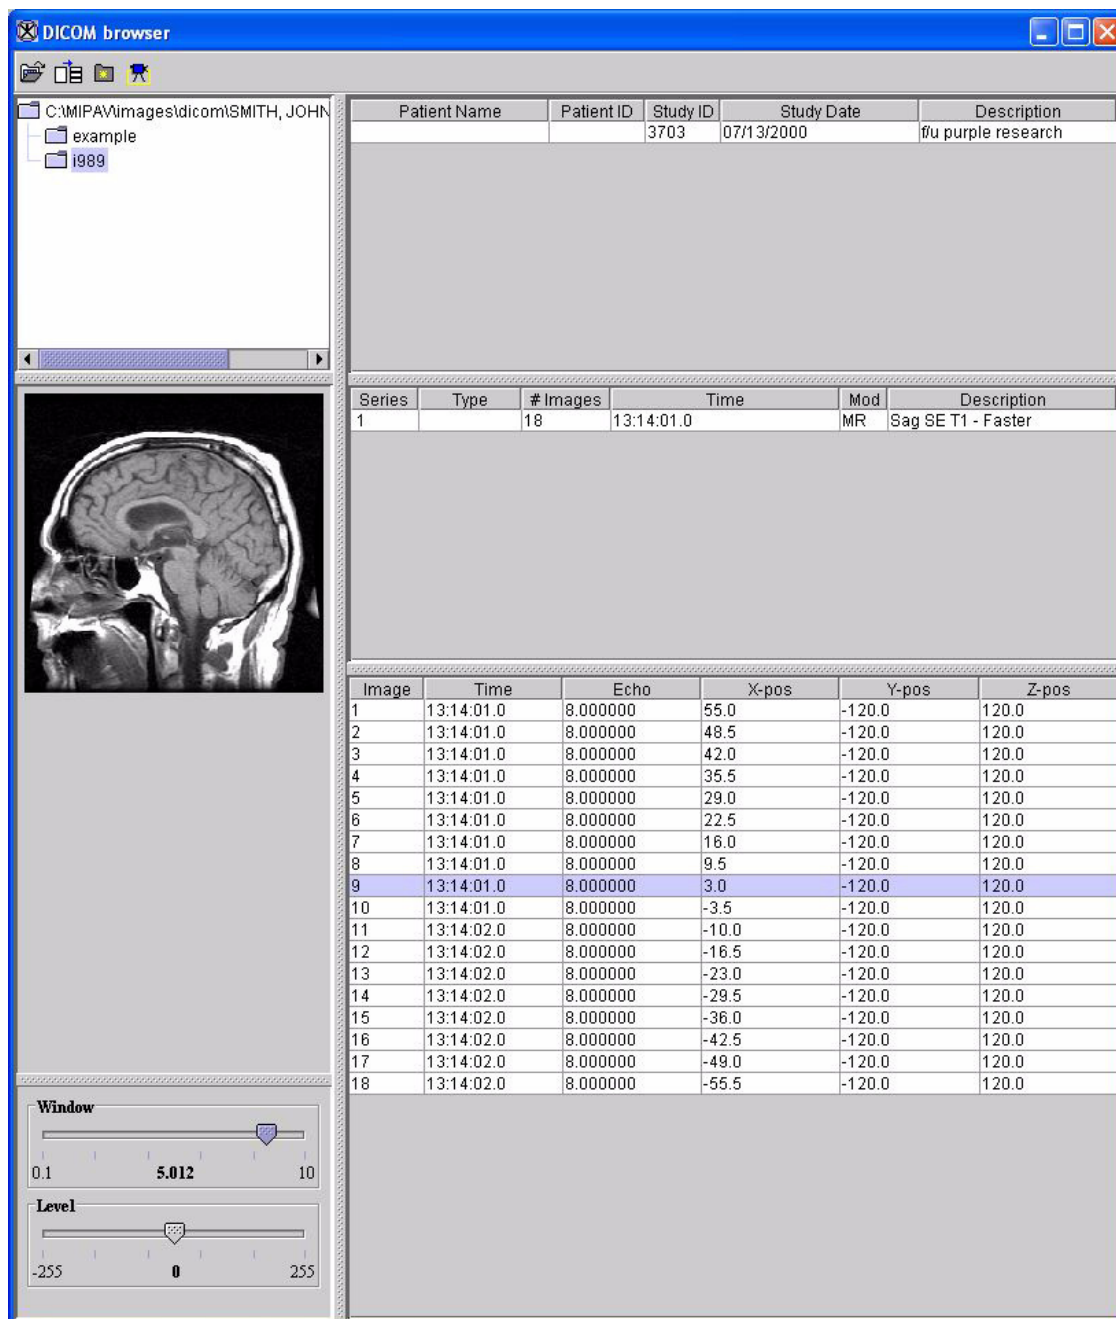 DICOM browser
C:\MIPAV\images\dicom\SMITH, JOHN
example
i989
Patient Name Patient ID Study ID Study Date Description
3703 07/13/2000 f/u purple research
Series Type # Images Time Mod Description
1 18 13:14:01.0 MR Sag SE T1 - Faster
Image Time Echo X-pos Y-pos Z-pos
1 13:14:01.0 8.000000 55.0 -120.0 120.0
2 13:14:01.0 8.000000 48.5 -120.0 120.0
3 13:14:01.0 8.000000 42.0 -120.0 120.0
4 13:14:01.0 8.000000 35.5 -120.0 120.0
5 13:14:01.0 8.000000 29.0 -120.0 120.0
6 13:14:01.0 8.000000 22.5 -120.0 120.0
7 13:14:01.0 8.000000 16.0 -120.0 120.0
8 13:14:01.0 8.000000 9.5 -120.0 120.0
9 13:14:01.0 8.000000 3.0 -120.0 120.0
10 13:14:01.0 8.000000 -3.5 -120.0 120.0
11 13:14:02.0 8.000000 -10.0 -120.0 120.0
12 13:14:02.0 8.000000 -16.5 -120.0 120.0
13 13:14:02.0 8.000000 -23.0 -120.0 120.0
14 13:14:02.0 8.000000 -29.5 -120.0 120.0
15 13:14:02.0 8.000000 -36.0 -120.0 120.0
16 13:14:02.0 8.000000 -42.5 -120.0 120.0
17 13:14:02.0 8.000000 -49.0 -120.0 120.0
18 13:14:02.0 8.000000 -55.5 -120.0 120.0
Window
0.1 5.012 10
Level
-255 0 255